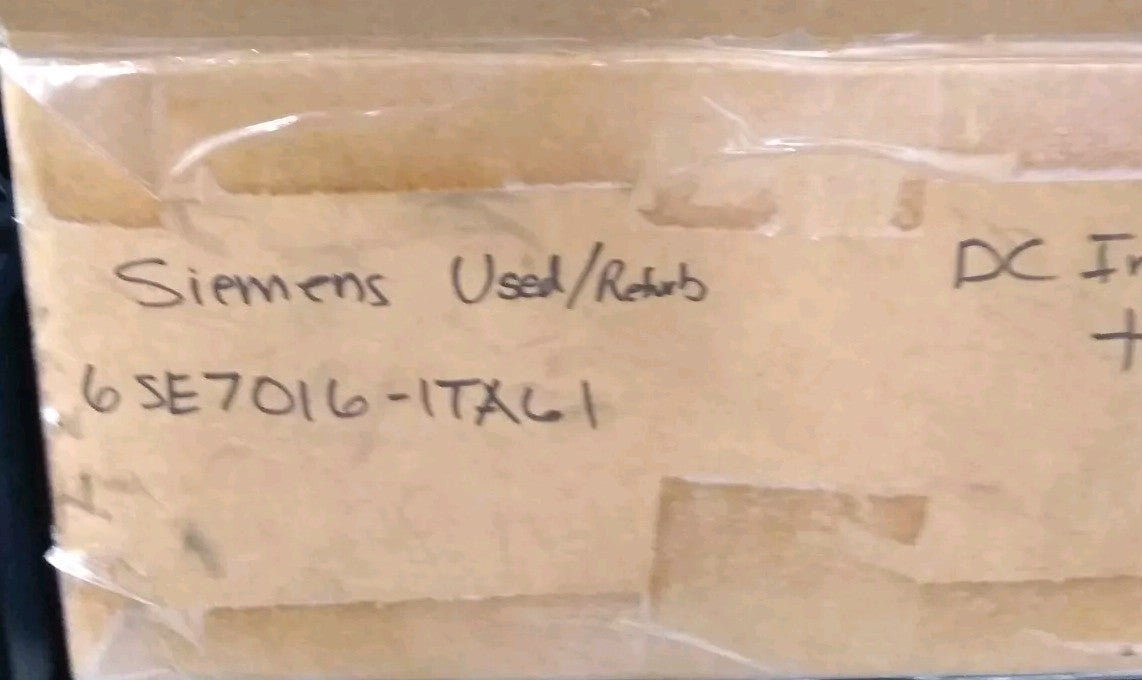 Siemens Used/Refurb
DC
6SE7016-1TA61
+